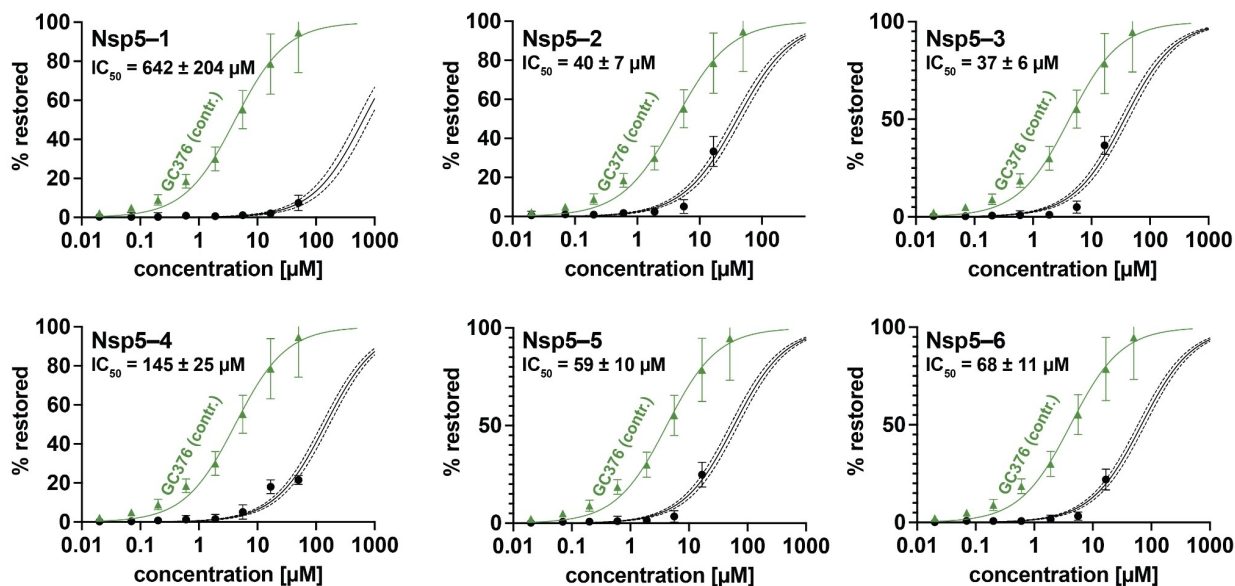 Nsp5–1
IC50 = 642 ± 204 µM
GC376 (contr.)
% restored
100
80
60
40
20
0
0.01 0.1 1 10 100 1000
concentration [µM]
Nsp5–2
IC50 = 40 ± 7 µM
GC376 (contr.)
% restored
100
80
60
40
20
0
0.01 0.1 1 10 100
concentration [µM]
Nsp5–3
IC50 = 37 ± 6 µM
GC376 (contr.)
% restored
100
50
0
0.01 0.1 1 10 100 1000
concentration [µM]
Nsp5–4
IC50 = 145 ± 25 µM
GC376 (contr.)
% restored
100
80
60
40
20
0
0.01 0.1 1 10 100 1000
concentration [µM]
Nsp5–5
IC50 = 59 ± 10 µM
GC376 (contr.)
% restored
100
50
0
0.01 0.1 1 10 100 1000
concentration [µM]
Nsp5–6
IC50 = 68 ± 11 µM
GC376 (contr.)
% restored
100
50
0
0.01 0.1 1 10 100 1000
concentration [µM]